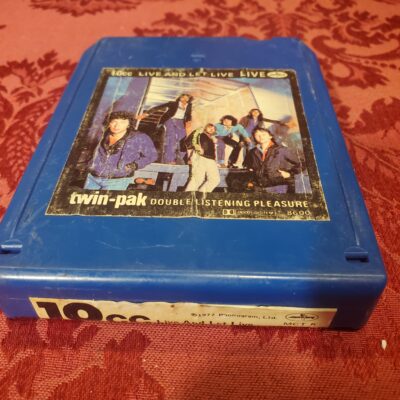 10cc LIVE AND LET LIVE LIVE
twin-pak DOUBLE LISTENING PLEASURE
8600
10cc Live And Let Live
©1977 Phonogram, Ltd.